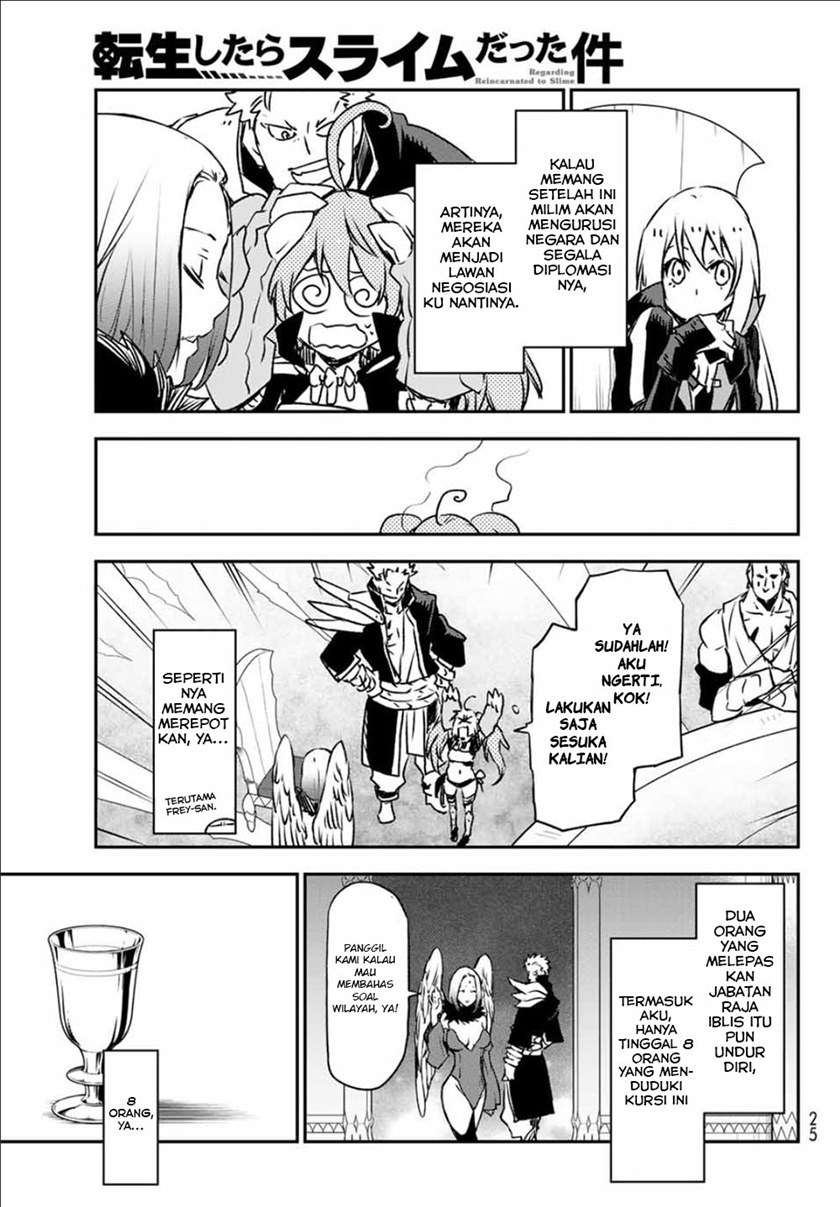 転生したらスライムだった件
Regarding
Reincarnated to Slime
KALAU
MEMANG
SETELAH INI
MILIM AKAN
MENGURUSI
NEGARA DAN
SEGALA
DIPLOMASI
NYA,
ARTINYA,
MEREKA
AKAN
MENJADI
LAWAN
NEGOSIASI
KU NANTINYA.
YA
SUDAHLAH!
AKU
NGERTI,
KOK!
LAKUKAN
SAJA
SESUKA
KALIAN!
SEPERTI
NYA
MEMANG
MEREPOT
KAN, YA...
TERUTAMA
FREY-SAN.
DUA
ORANG
YANG
MELEPAS
KAN
JABATAN
RAJA
IBLIS ITU
PUN
UNDUR
DIRI,
TERMASUK
AKU,
HANYA
TINGGAL 8
ORANG
YANG MEN-
DUDUKI
KURSI INI
PANGGIL
KAMI KALAU
MAU
MEMBAHAS
SOAL
WILAYAH, YA!
8
ORANG,
YA...
25